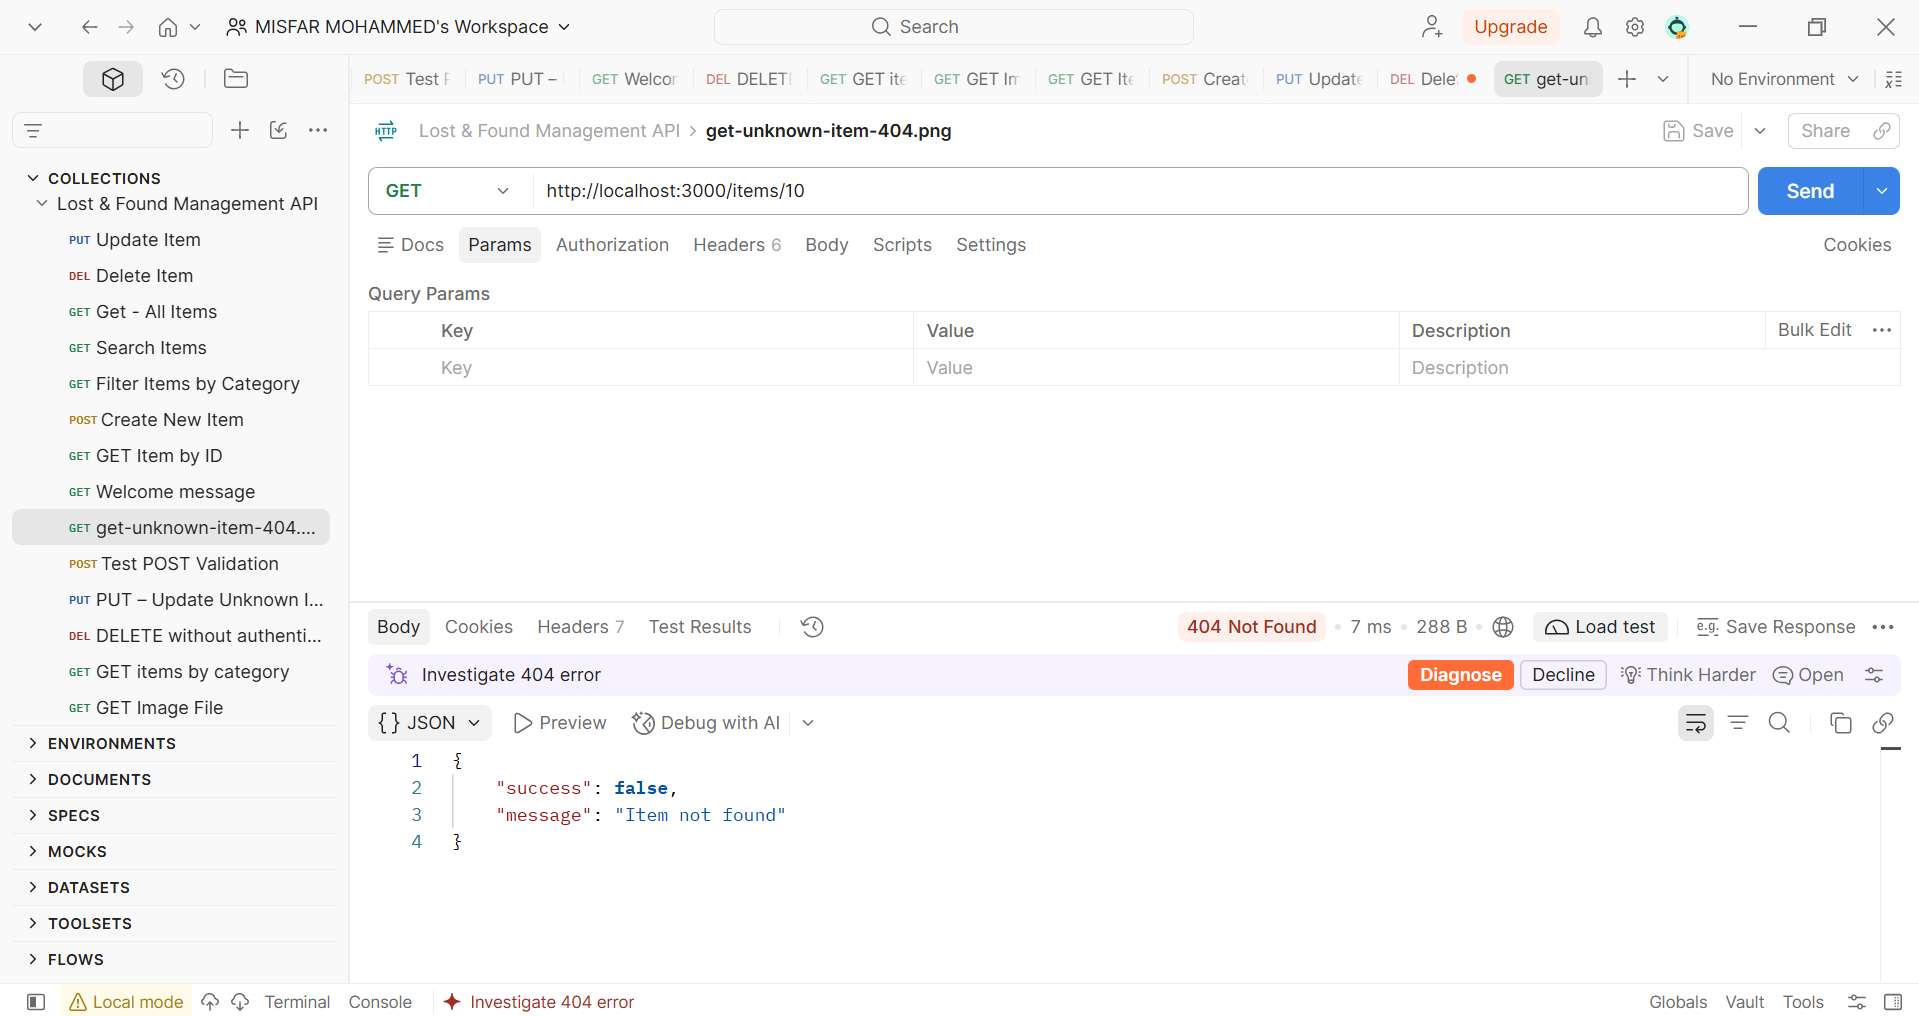 MISFAR MOHAMMED's Workspace
Search
Upgrade
POST Test
PUT PUT –
GET Welcor
DEL DELET
GET GET ite
GET GET Im
GET GET Ite
POST Creat
PUT Update
DEL Dele
GET get-un
No Environment
HTTP Lost & Found Management API > get-unknown-item-404.png
Save
Share
GET http://localhost:3000/items/10
Send
Docs Params Authorization Headers 6 Body Scripts Settings
Cookies
Query Params
Key Value Description Bulk Edit
Key Value Description
COLLECTIONS
Lost & Found Management API
PUT Update Item
DEL Delete Item
GET Get - All Items
GET Search Items
GET Filter Items by Category
POST Create New Item
GET GET Item by ID
GET Welcome message
GET get-unknown-item-404....
POST Test POST Validation
PUT PUT – Update Unknown I...
DEL DELETE without authenti...
GET GET items by category
GET GET Image File
ENVIRONMENTS
DOCUMENTS
SPECS
MOCKS
DATASETS
TOOLSETS
FLOWS
Body Cookies Headers 7 Test Results
404 Not Found • 7 ms • 288 B •
Load test
e.g. Save Response
Investigate 404 error
Diagnose Decline Think Harder Open
{} JSON Preview Debug with AI
1 {
2 "success": false,
3 "message": "Item not found"
4 }
Local mode Terminal Console Investigate 404 error
Globals Vault Tools